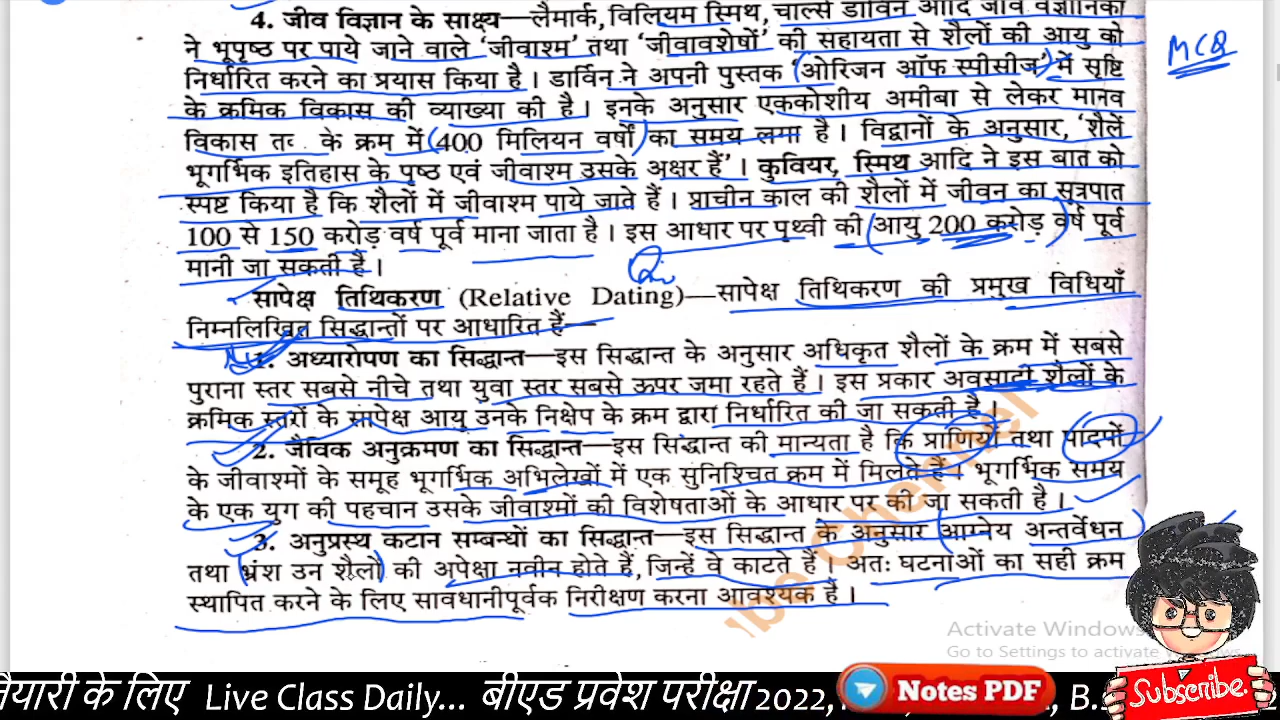 4. जीव विज्ञान के साक्ष्य—लैमार्क, विलियम स्मिथ, चार्ल्स डार्विन आदि जीव वैज्ञानिकों
ने भूपृष्ठ पर पाये जाने वाले ‘जीवाश्म’ तथा ‘जीवावशेषों’ की सहायता से शैलों की आयु को
MCQ
निर्धारित करने का प्रयास किया है। डार्विन ने अपनी पुस्तक ‘ओरिजन ऑफ स्पीसीज’ में सृष्टि
के क्रमिक विकास की व्याख्या की है। इनके अनुसार एककोशीय अमीबा से लेकर मानव
विकास त के क्रम में 400 मिलियन वर्षों का समय लगा है। विद्वानों के अनुसार, ‘शैलें
भूगर्भिक इतिहास के पृष्ठ एवं जीवाश्म उसके अक्षर हैं’। कुवियर, स्मिथ आदि ने इस बात को
स्पष्ट किया है कि शैलों में जीवाश्म पाये जाते हैं। प्राचीन काल की शैलों में जीवन का सूत्रपात
100 से 150 करोड़ वर्ष पूर्व माना जाता है। इस आधार पर पृथ्वी की आयु 200 करोड़ वर्ष पूर्व
मानी जा सकती है।
सापेक्ष तिथिकरण (Relative Dating)—सापेक्ष तिथिकरण की प्रमुख विधियाँ
निम्नलिखित सिद्धान्तों पर आधारित हैं—
1. अध्यारोपण का सिद्धान्त—इस सिद्धान्त के अनुसार अधिकृत शैलों के क्रम में सबसे
पुराना स्तर सबसे नीचे तथा युवा स्तर सबसे ऊपर जमा रहते हैं। इस प्रकार अवसादी शैलों के
क्रमिक स्तरों के सापेक्ष आयु उनके निक्षेप के क्रम द्वारा निर्धारित की जा सकती है।
2. जैविक अनुक्रमण का सिद्धान्त—इस सिद्धान्त की मान्यता है कि प्राणियों तथा पादपों
के जीवाश्मों के समूह भूगर्भिक अभिलेखों में एक सुनिश्चित क्रम में मिलते हैं। भूगर्भिक समय
के एक युग की पहचान उसके जीवाश्मों की विशेषताओं के आधार पर की जा सकती है।
3. अनुप्रस्थ कटान सम्बन्धों का सिद्धान्त—इस सिद्धान्त के अनुसार आग्नेय अन्तर्वेधन
तथा भ्रंश उन शैलों की अपेक्षा नवीन होते हैं, जिन्हें वे काटते हैं। अतः घटनाओं का सही क्रम
स्थापित करने के लिए सावधानीपूर्वक निरीक्षण करना आवश्यक है।
Activate Windows
Go to Settings to activate
तैयारी के लिए Live Class Daily... बीएड प्रवेश परीक्षा 2022,
Notes PDF
Subscribe